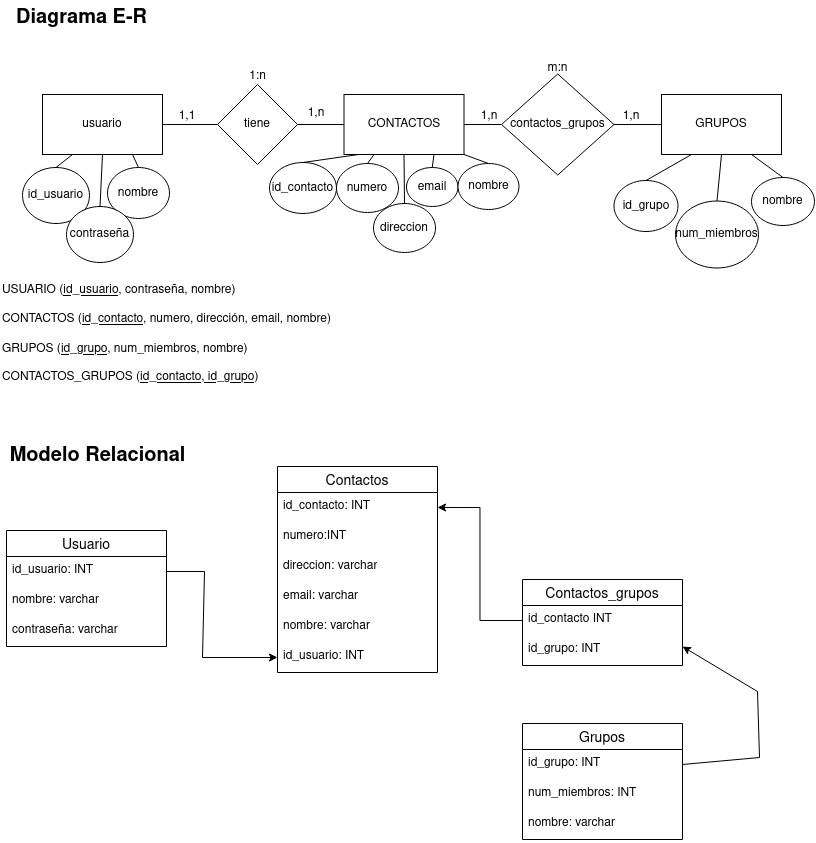 Diagrama E-R
1:n
m:n
usuario
1,1
tiene
1,n
CONTACTOS
1,n
contactos_grupos
1,n
GRUPOS
id_usuario
contraseña
nombre
id_contacto
numero
direccion
email
nombre
id_grupo
num_miembros
nombre
USUARIO (id_usuario, contraseña, nombre)
CONTACTOS (id_contacto, numero, dirección, email, nombre)
GRUPOS (id_grupo, num_miembros, nombre)
CONTACTOS_GRUPOS (id_contacto, id_grupo)
Modelo Relacional
Usuario
id_usuario: INT
nombre: varchar
contraseña: varchar
Contactos
id_contacto: INT
numero:INT
direccion: varchar
email: varchar
nombre: varchar
id_usuario: INT
Contactos_grupos
id_contacto INT
id_grupo: INT
Grupos
id_grupo: INT
num_miembros: INT
nombre: varchar